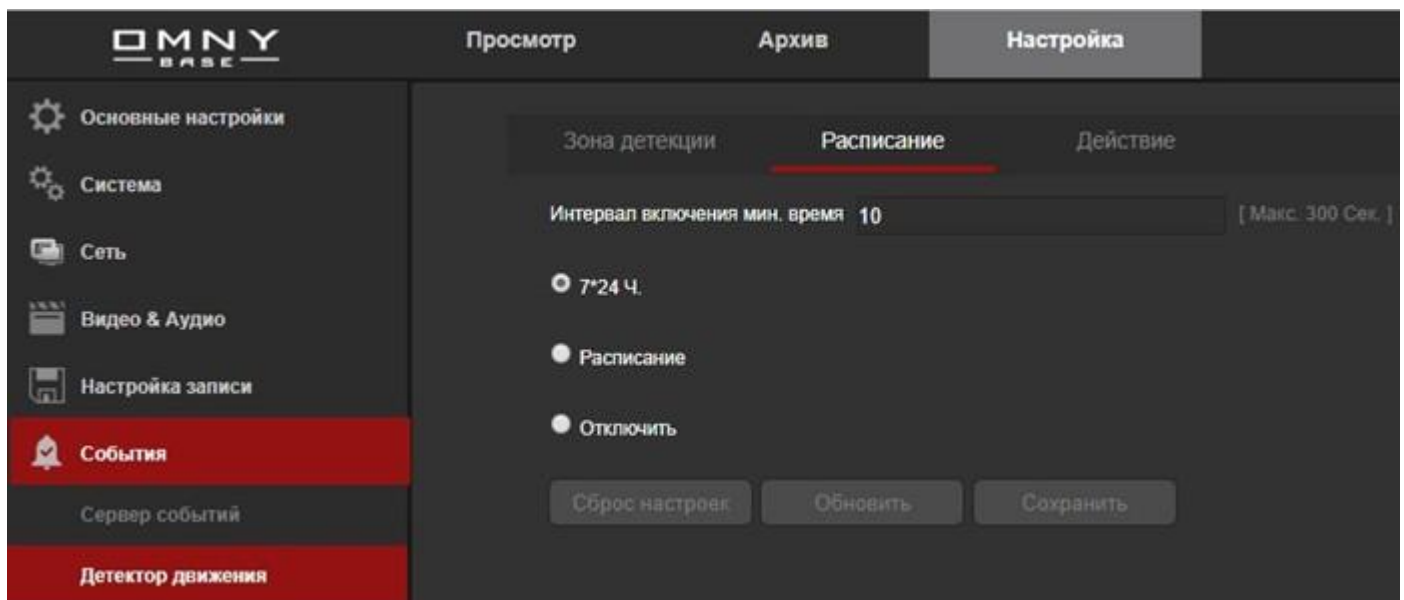 OMNY Просмотр Архив Настройка
BASE
Основные настройки
Зона детекции Расписание Действие
Система
Интервал включения мин. время 10 [ Макс. 300 Сек. ]
Сеть
7*24 Ч.
Видео & Аудио
Расписание
Настройка записи
Отключить
События
Сброс настроек Обновить Сохранить
Сервер событий
Детектор движения